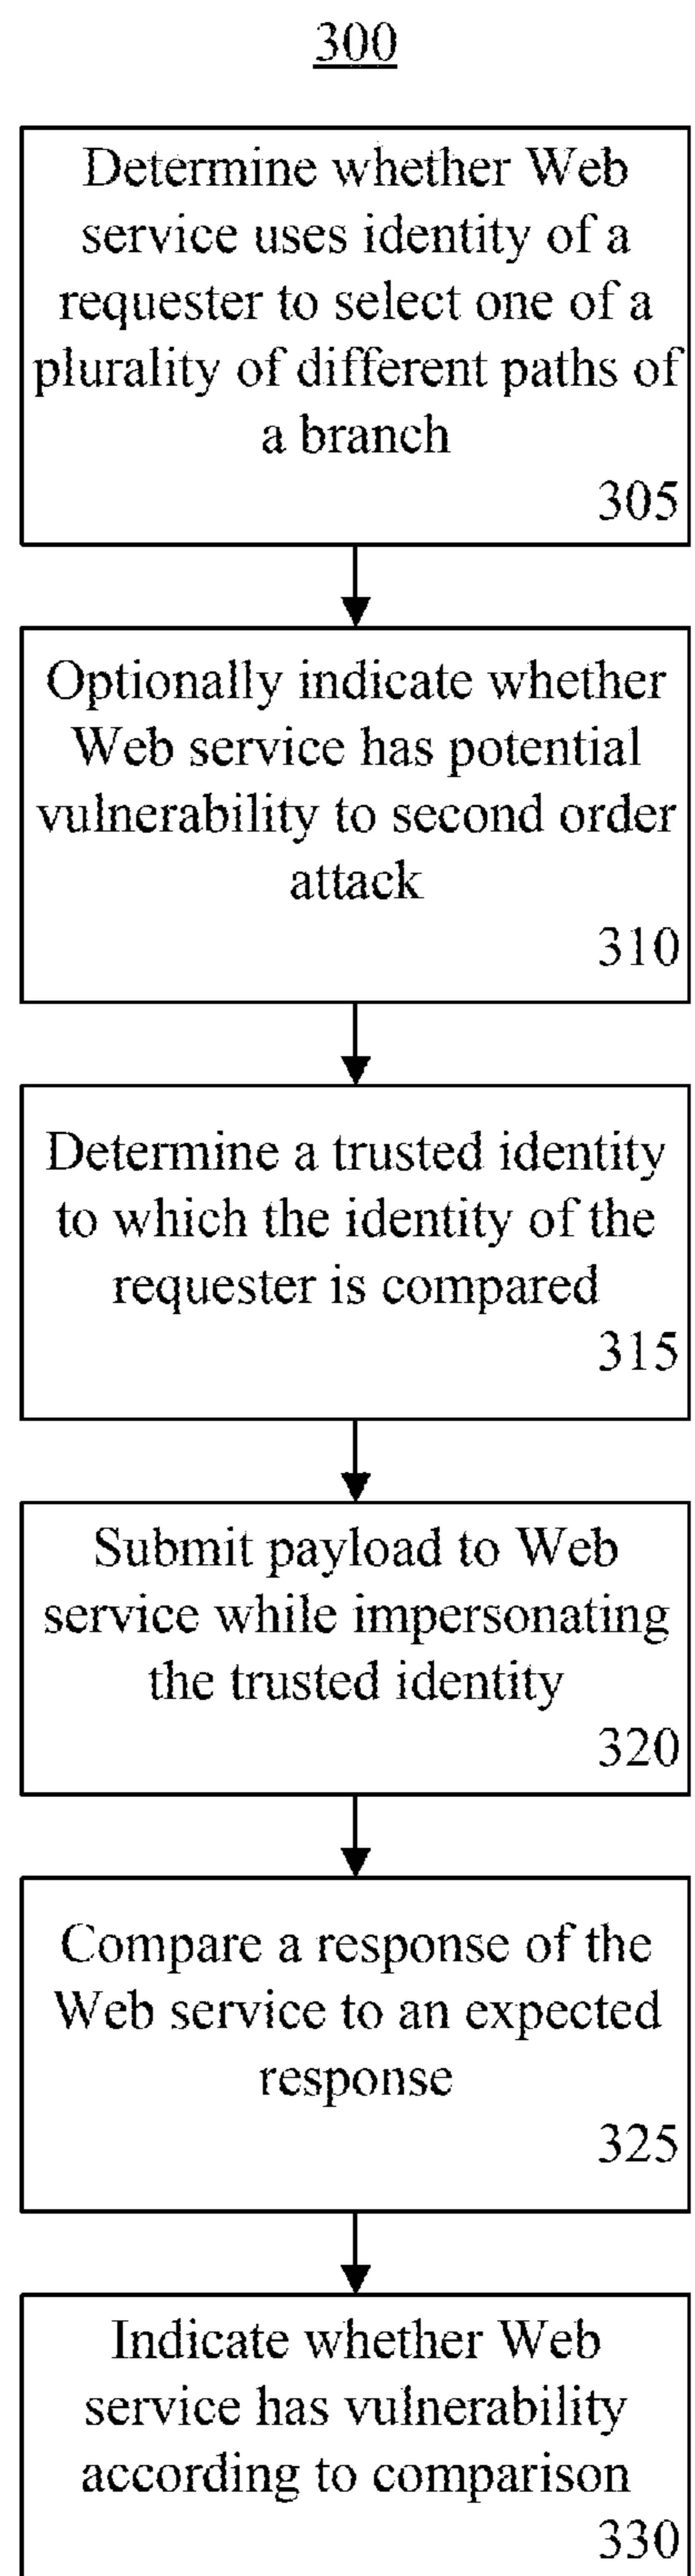 300
Determine whether Web
service uses identity of a
requester to select one of a
plurality of different paths of
a branch
305
Optionally indicate whether
Web service has potential
vulnerability to second order
attack
310
Determine a trusted identity
to which the identity of the
requester is compared
315
Submit payload to Web
service while impersonating
the trusted identity
320
Compare a response of the
Web service to an expected
response
325
Indicate whether Web
service has vulnerability
according to comparison
330